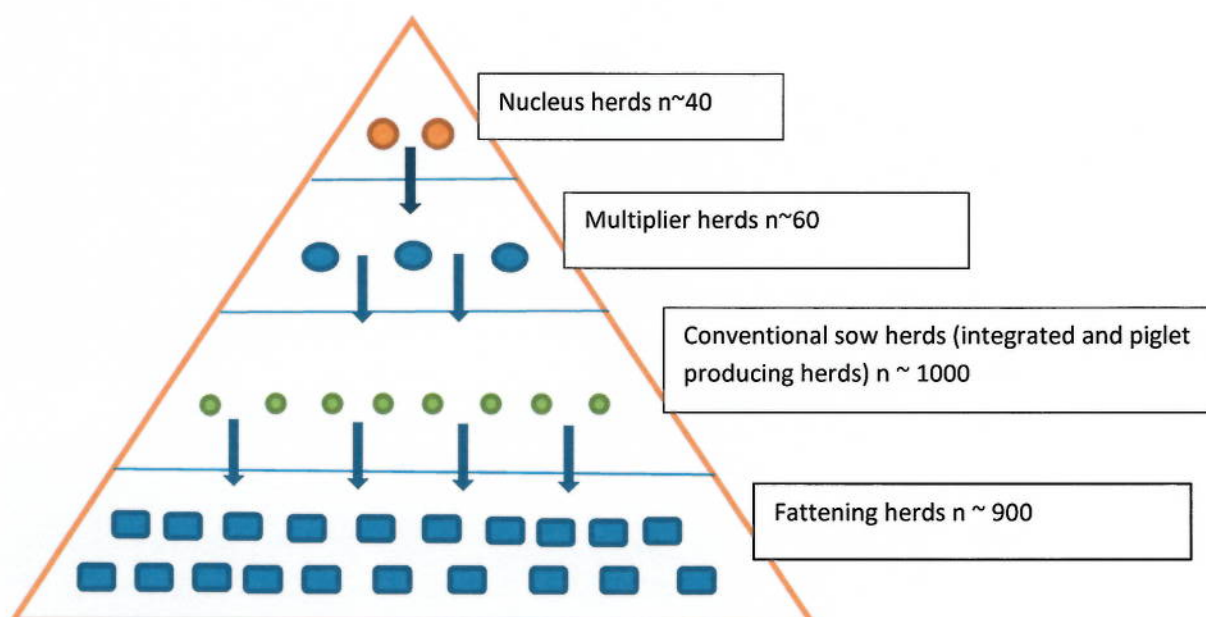 Nucleus herds n~40
Multiplier herds n~60
Conventional sow herds (integrated and piglet
producing herds) n ~ 1000
Fattening herds n ~ 900